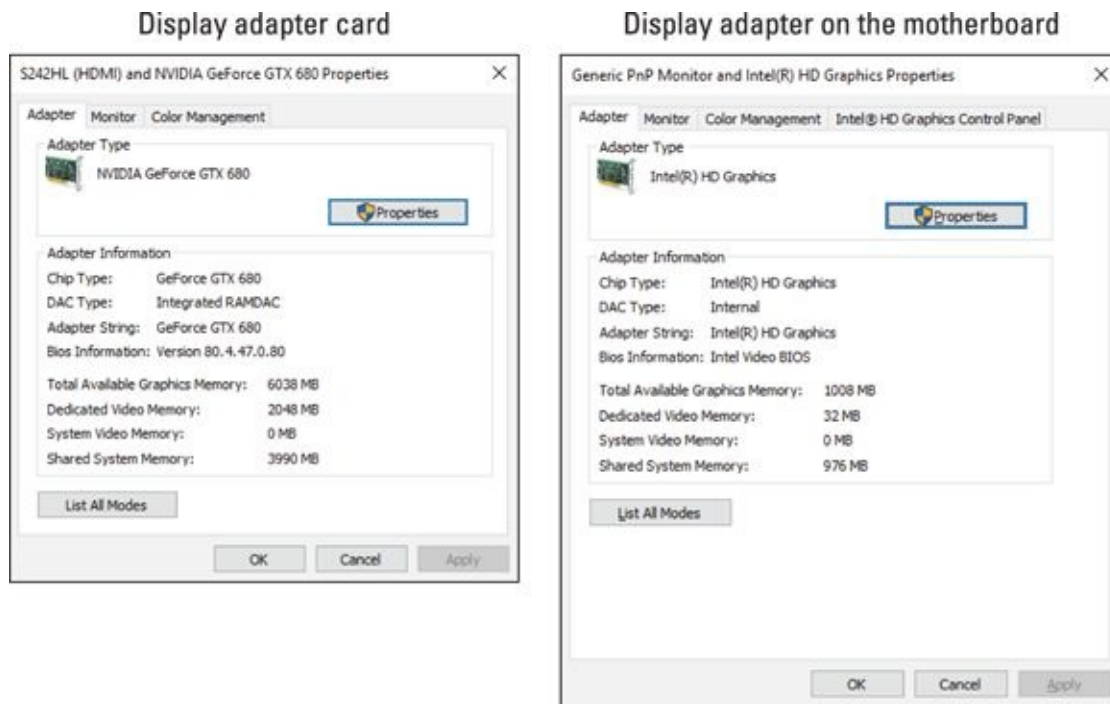 Display adapter card
S242HL (HDMI) and NVIDIA GeForce GTX 680 Properties
Adapter Monitor Color Management
Adapter Type
NVIDIA GeForce GTX 680
Properties
Adapter Information
Chip Type: GeForce GTX 680
DAC Type: Integrated RAMDAC
Adapter String: GeForce GTX 680
Bios Information: Version 80.4.47.0.80
Total Available Graphics Memory: 6038 MB
Dedicated Video Memory: 2048 MB
System Video Memory: 0 MB
Shared System Memory: 3990 MB
List All Modes
OK Cancel Apply
Display adapter on the motherboard
Generic PnP Monitor and Intel(R) HD Graphics Properties
Adapter Monitor Color Management Intel® HD Graphics Control Panel
Adapter Type
Intel(R) HD Graphics
Properties
Adapter Information
Chip Type: Intel(R) HD Graphics
DAC Type: Internal
Adapter String: Intel(R) HD Graphics
Bios Information: Intel Video BIOS
Total Available Graphics Memory: 1008 MB
Dedicated Video Memory: 32 MB
System Video Memory: 0 MB
Shared System Memory: 976 MB
List All Modes
OK Cancel Apply